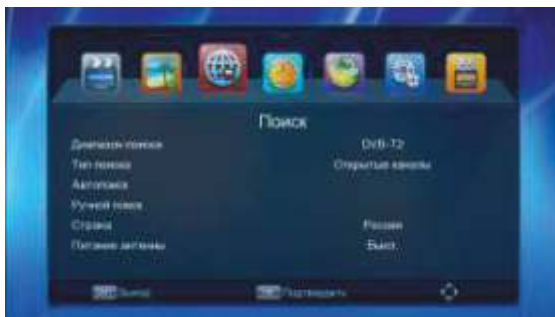 Поиск
Диапазон поиска DVB-T2
Тип поиска Открытые каналы
Автопоиск
Ручной поиск
Страна Россия
Питание антенны Выкл.
Выход Подтвердить